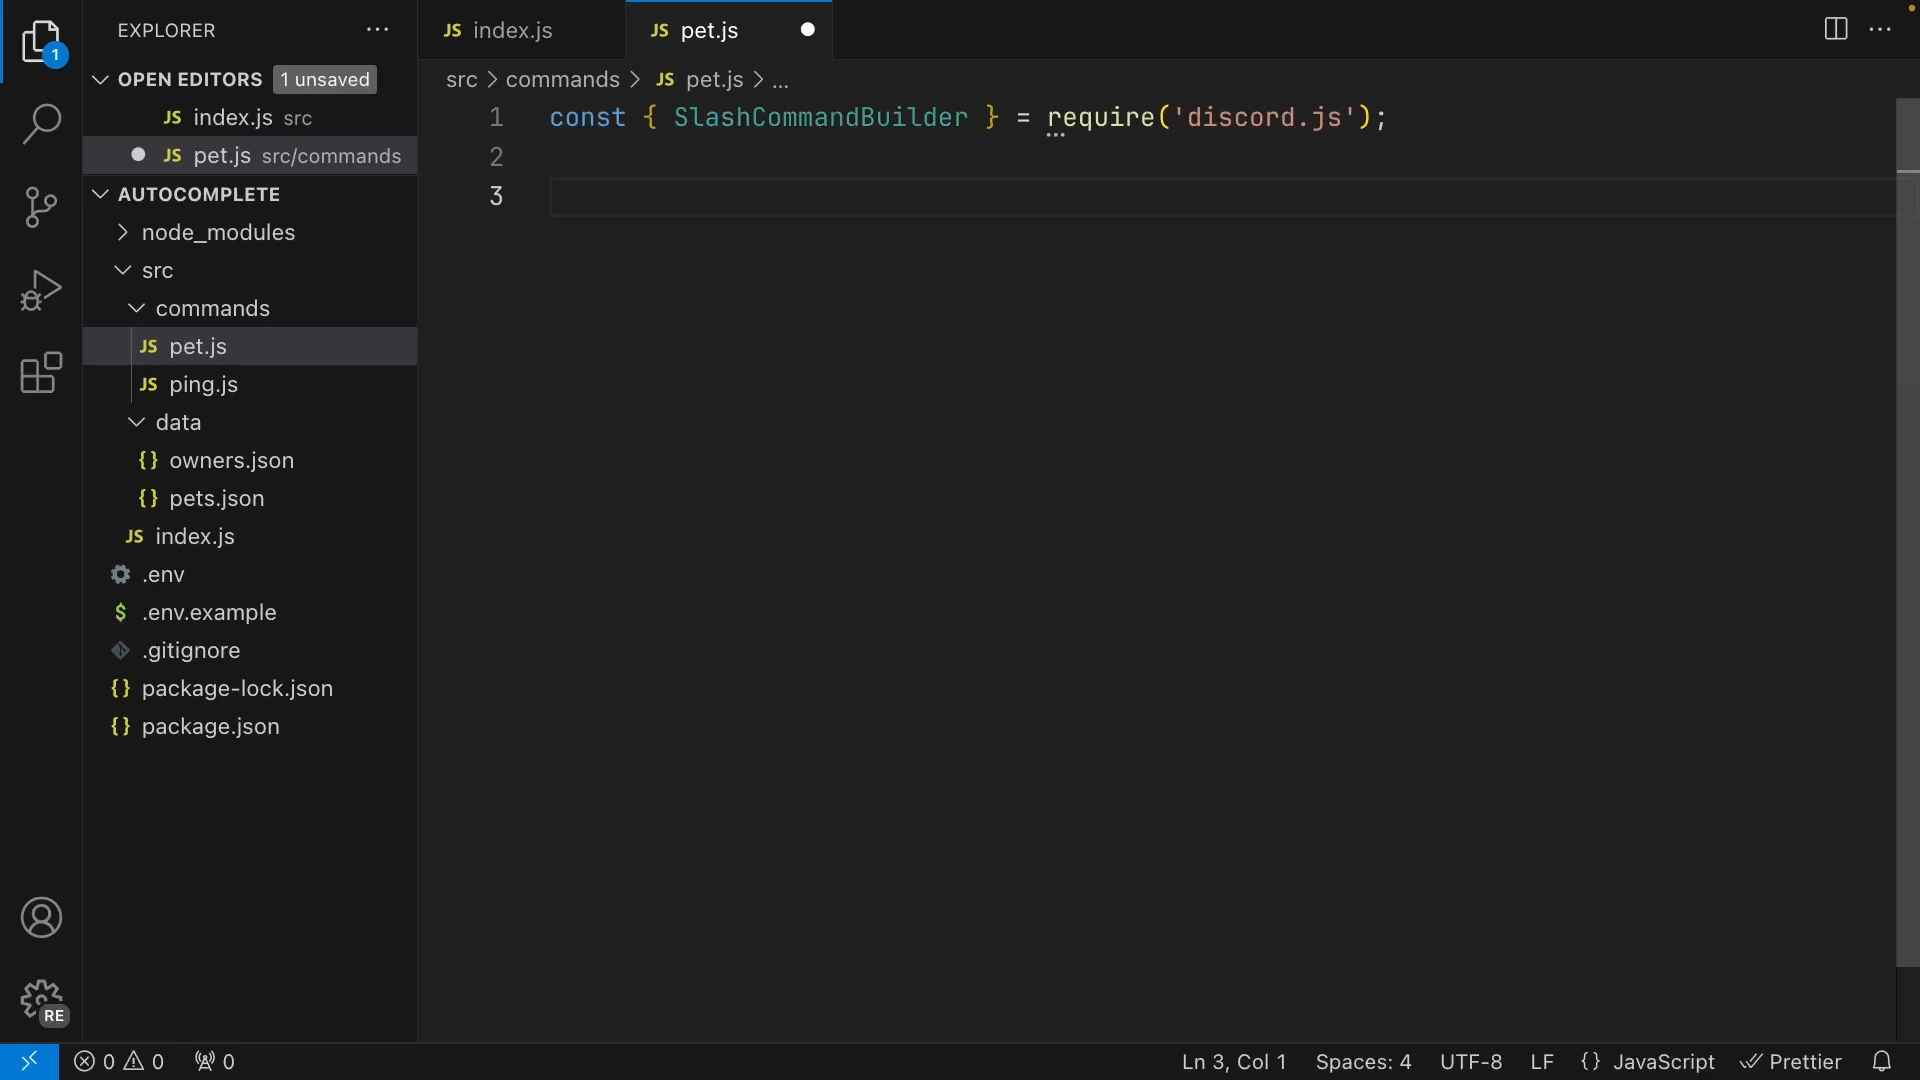 EXPLORER
1
OPEN EDITORS 1 unsaved
JS index.js src
JS pet.js src/commands
AUTOCOMPLETE
node_modules
src
commands
JS pet.js
JS ping.js
data
{} owners.json
{} pets.json
JS index.js
.env
$ .env.example
.gitignore
{} package-lock.json
{} package.json
RE
JS index.js
JS pet.js
src > commands > JS pet.js > ...
1 const { SlashCommandBuilder } = require('discord.js');
2
3
0 0 0
Ln 3, Col 1 Spaces: 4 UTF-8 LF {} JavaScript Prettier